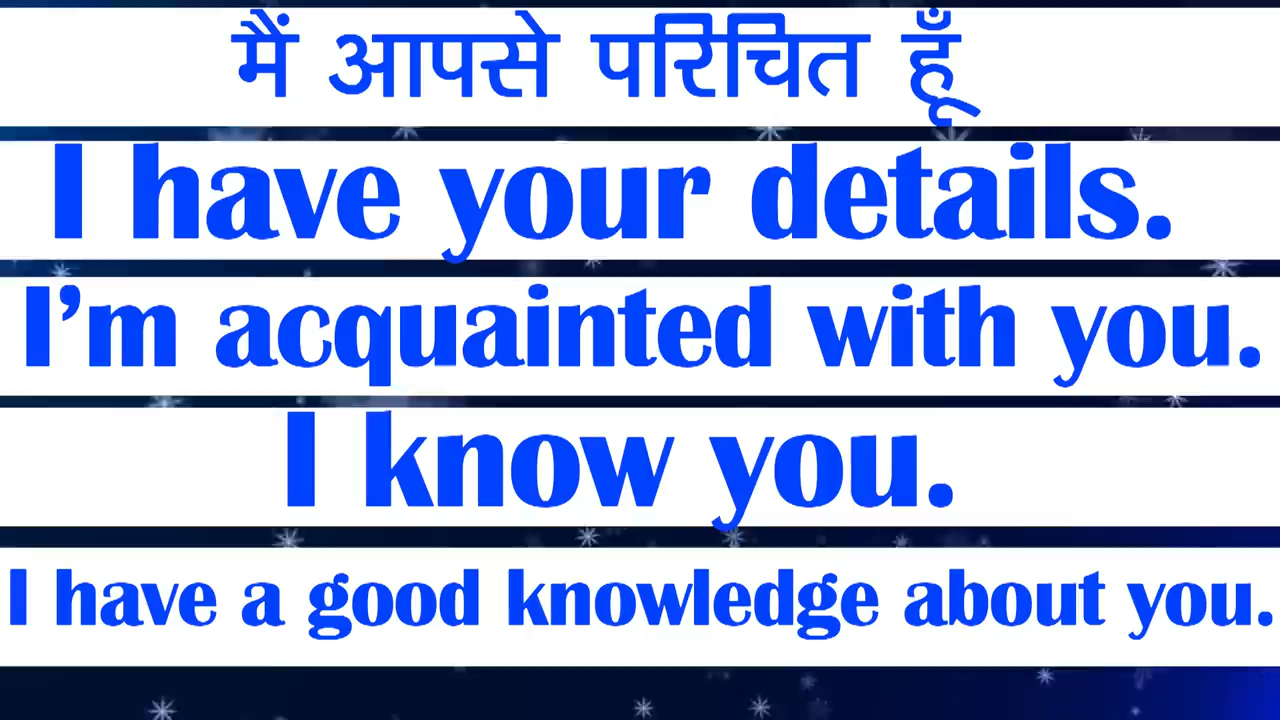 मैं आपसे परिचित हूँ
I have your details.
I’m acquainted with you.
I know you.
I have a good knowledge about you.